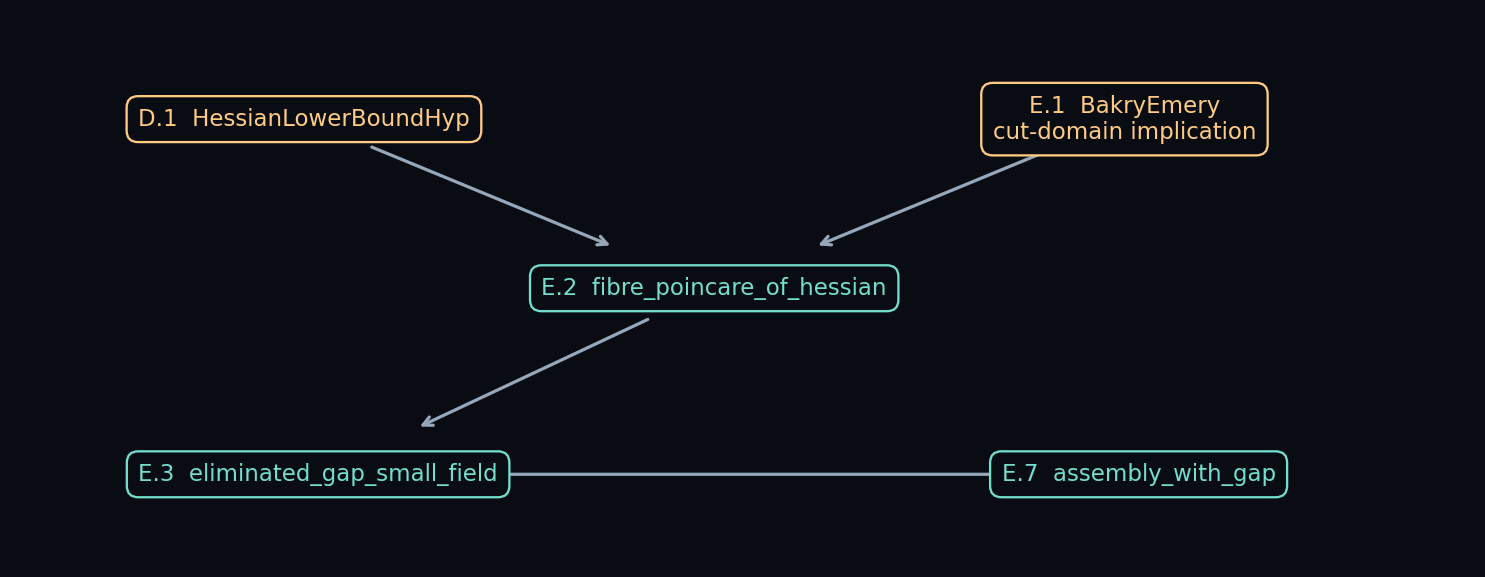 D.1  HessianLowerBoundHyp
E.1  BakryEmery
cut-domain implication
E.2  fibre_poincare_of_hessian
E.3  eliminated_gap_small_field
E.7  assembly_with_gap